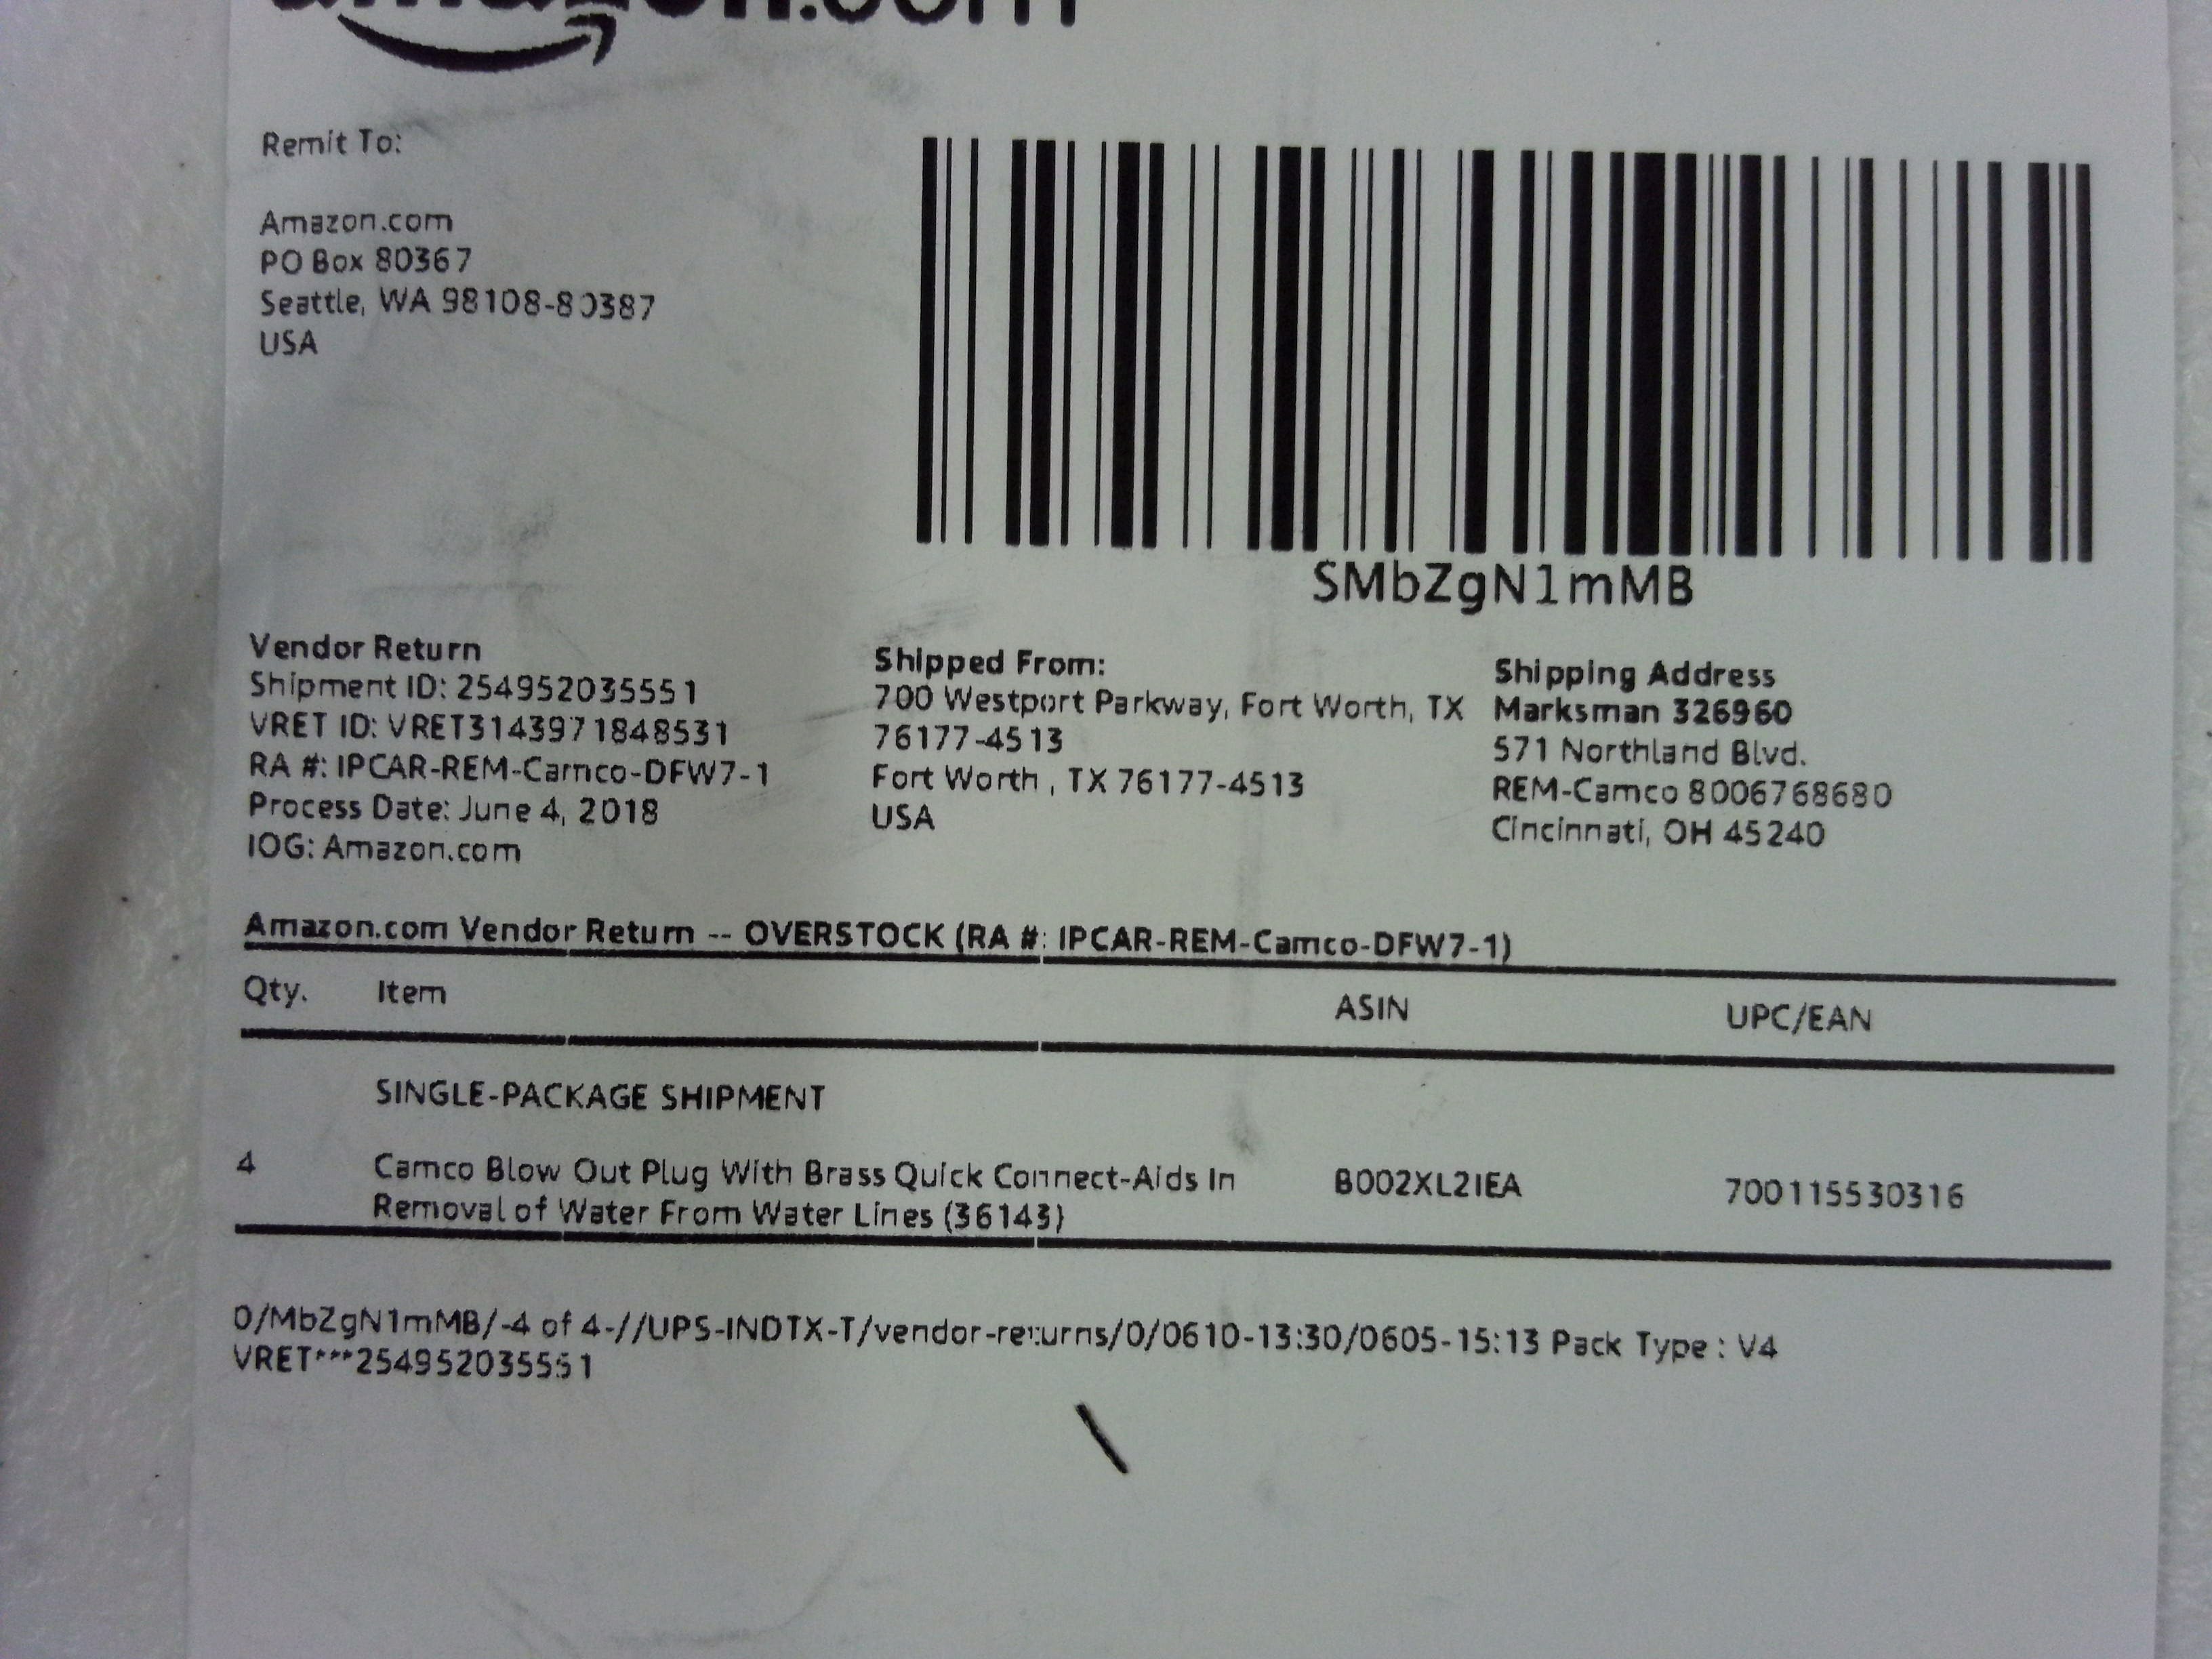 amazon.com
Remit To:
Amazon.com
PO Box 80367
Seattle, WA 98108-80387
USA
SMbZgN1mMB
Vendor Return
Shipment ID: 254952035551
VRET ID: VRET3143971848531
RA #: IPCAR-REM-Camco-DFW7-1
Process Date: June 4, 2018
IOG: Amazon.com
Shipped From:
700 Westport Parkway, Fort Worth, TX
76177-4513
Fort Worth , TX 76177-4513
USA
Shipping Address
Marksman 326960
571 Northland Blvd.
REM-Camco 8006768680
Cincinnati, OH 45240
Amazon.com Vendor Return -- OVERSTOCK (RA #: IPCAR-REM-Camco-DFW7-1)
Qty. Item ASIN UPC/EAN
SINGLE-PACKAGE SHIPMENT
4 Camco Blow Out Plug With Brass Quick Connect-Aids In B002XL2IEA 700115530316
Removal of Water From Water Lines (36143)
0/MbZgN1mMB/-4 of 4-//UPS-INDTX-T/vendor-returns/0/0610-13:30/0605-15:13 Pack Type : V4
VRET***254952035551